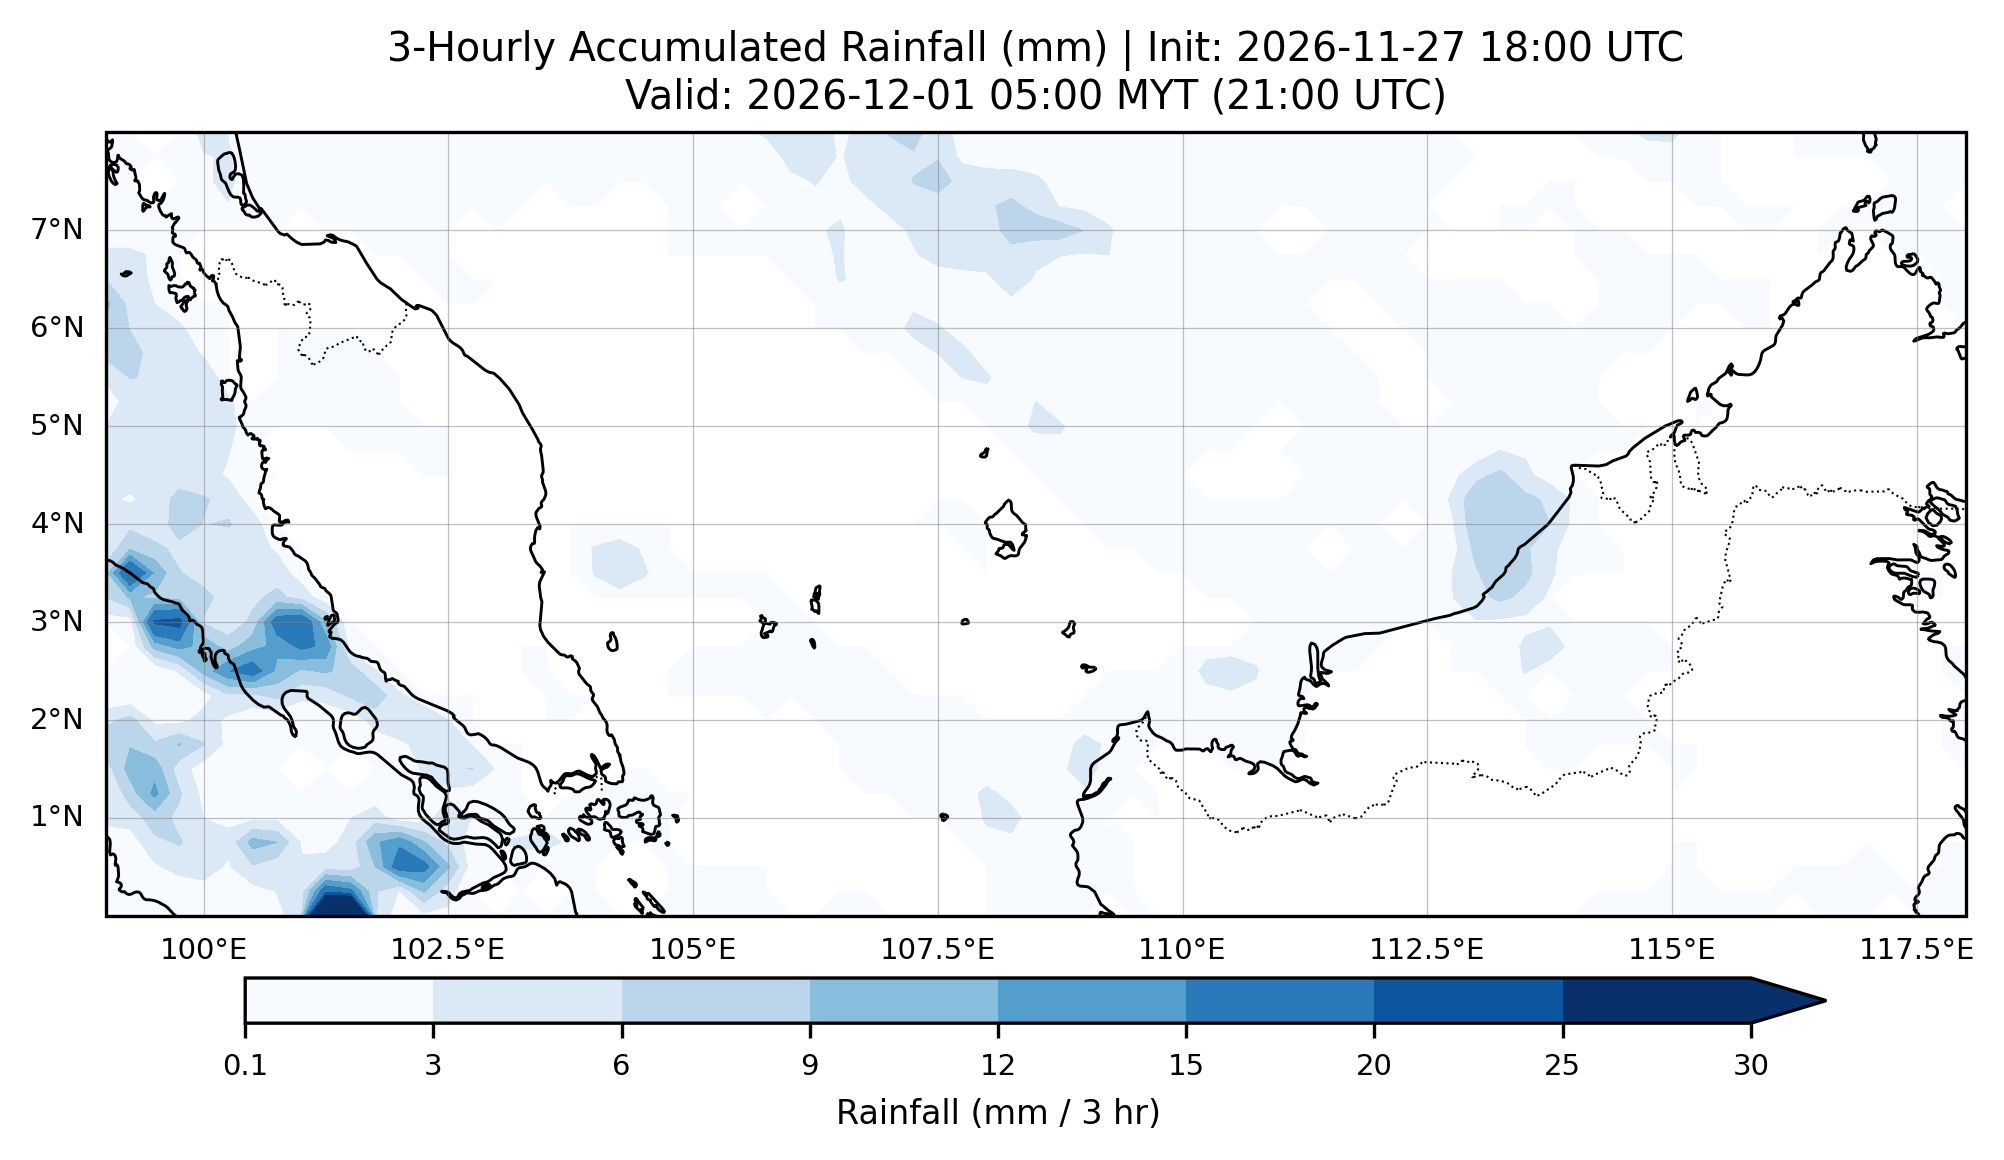 3-Hourly Accumulated Rainfall (mm) | Init: 2026-11-27 18:00 UTC
Valid: 2026-12-01 05:00 MYT (21:00 UTC)
7°N
6°N
5°N
4°N
3°N
2°N
1°N
100°E 102.5°E 105°E 107.5°E 110°E 112.5°E 115°E 117.5°E
0.1 3 6 9 12 15 20 25 30
Rainfall (mm / 3 hr)